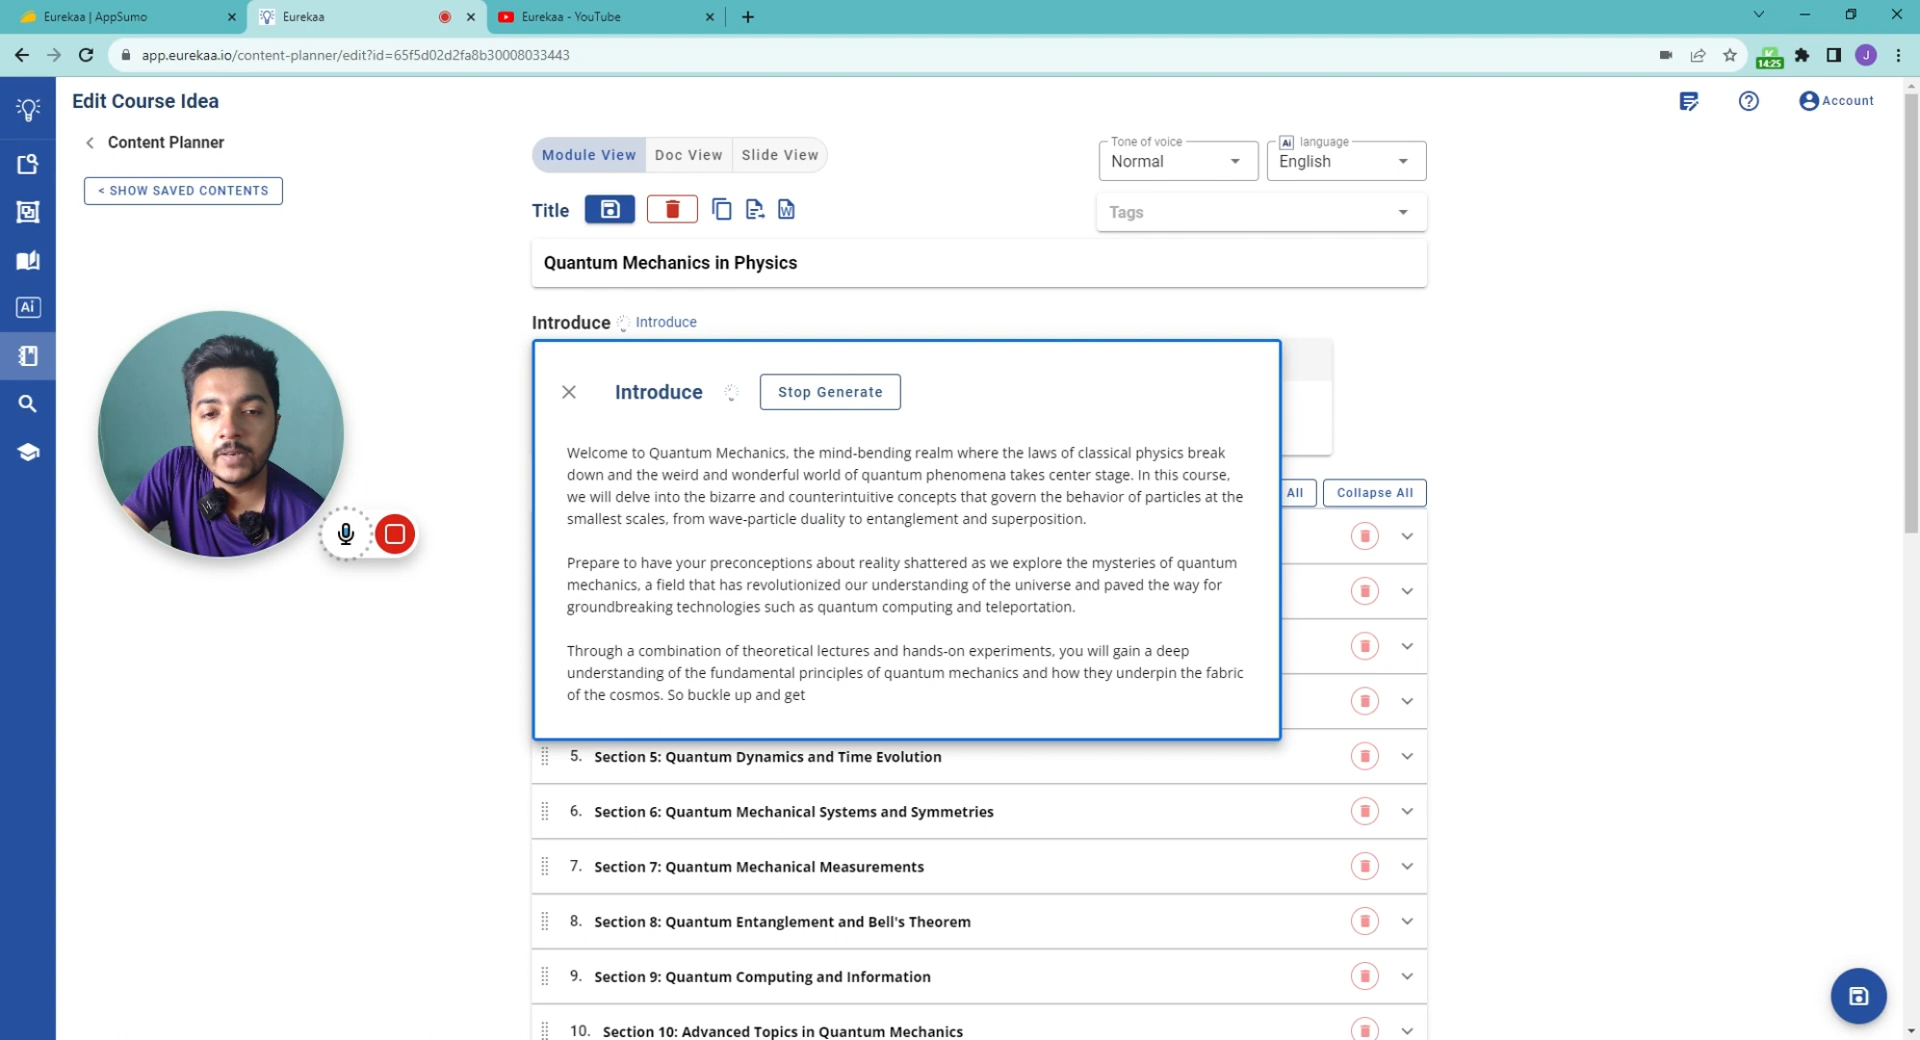 Eurekaa | AppSumo
Eurekaa
Eurekaa - YouTube
app.eurekaa.io/content-planner/edit?id=65f5d02d2fa8b30008033443
14:25
J
Edit Course Idea
Account
Content Planner
Module View
Doc View
Slide View
Tone of voice
Normal
Ai language
English
< SHOW SAVED CONTENTS
Title
W
Tags
Quantum Mechanics in Physics
Ai
Introduce
Introduce
Introduce
Stop Generate
Welcome to Quantum Mechanics, the mind-bending realm where the laws of classical physics break
down and the weird and wonderful world of quantum phenomena takes center stage. In this course,
we will delve into the bizarre and counterintuitive concepts that govern the behavior of particles at the
smallest scales, from wave-particle duality to entanglement and superposition.
Prepare to have your preconceptions about reality shattered as we explore the mysteries of quantum
mechanics, a field that has revolutionized our understanding of the universe and paved the way for
groundbreaking technologies such as quantum computing and teleportation.
Through a combination of theoretical lectures and hands-on experiments, you will gain a deep
understanding of the fundamental principles of quantum mechanics and how they underpin the fabric
of the cosmos. So buckle up and get
All
Collapse All
5. Section 5: Quantum Dynamics and Time Evolution
6. Section 6: Quantum Mechanical Systems and Symmetries
7. Section 7: Quantum Mechanical Measurements
8. Section 8: Quantum Entanglement and Bell's Theorem
9. Section 9: Quantum Computing and Information
10. Section 10: Advanced Topics in Quantum Mechanics